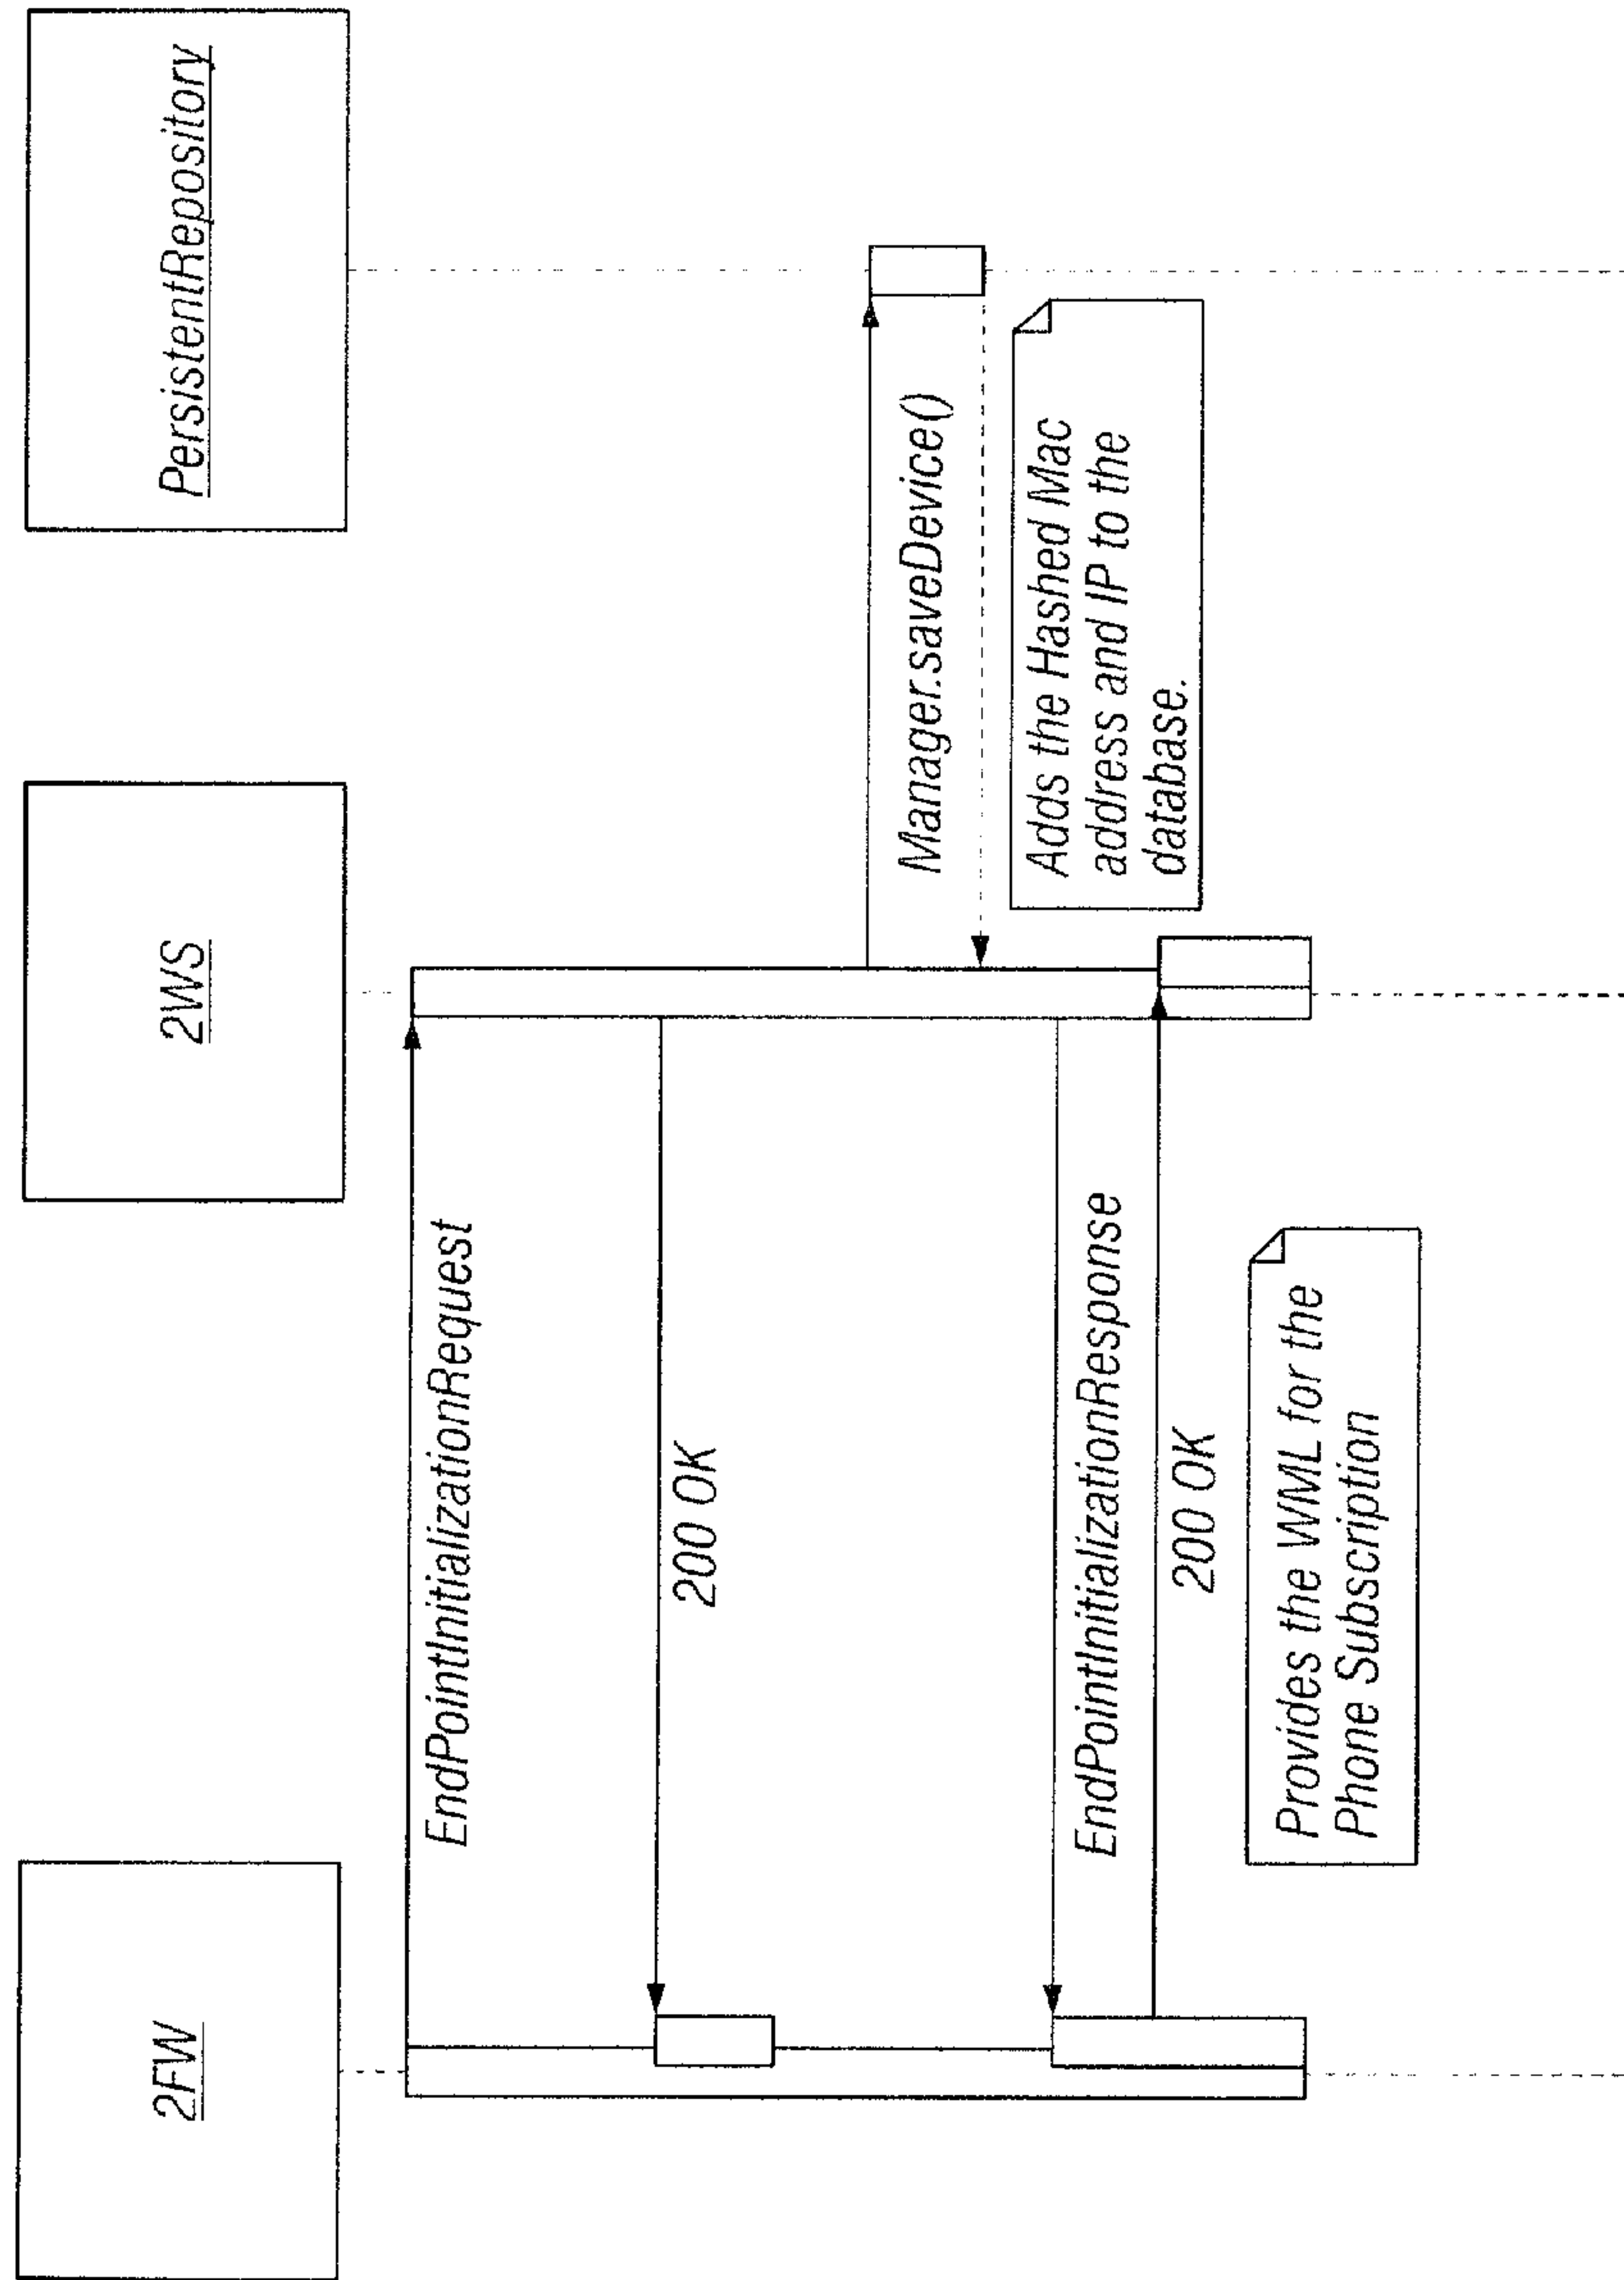 2FW
2WS
PersistentRepository
EndPointInitializationRequest
200 OK
Manager.saveDevice()
Adds the Hashed Mac
address and IP to the
database.
EndPointInitializationResponse
200 OK
Provides the WML for the
Phone Subscription